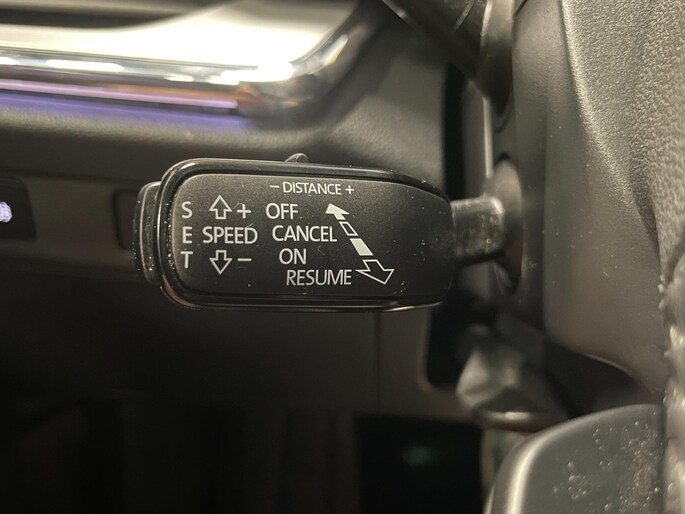 − DISTANCE +
S + OFF
E SPEED CANCEL
T − ON
RESUME